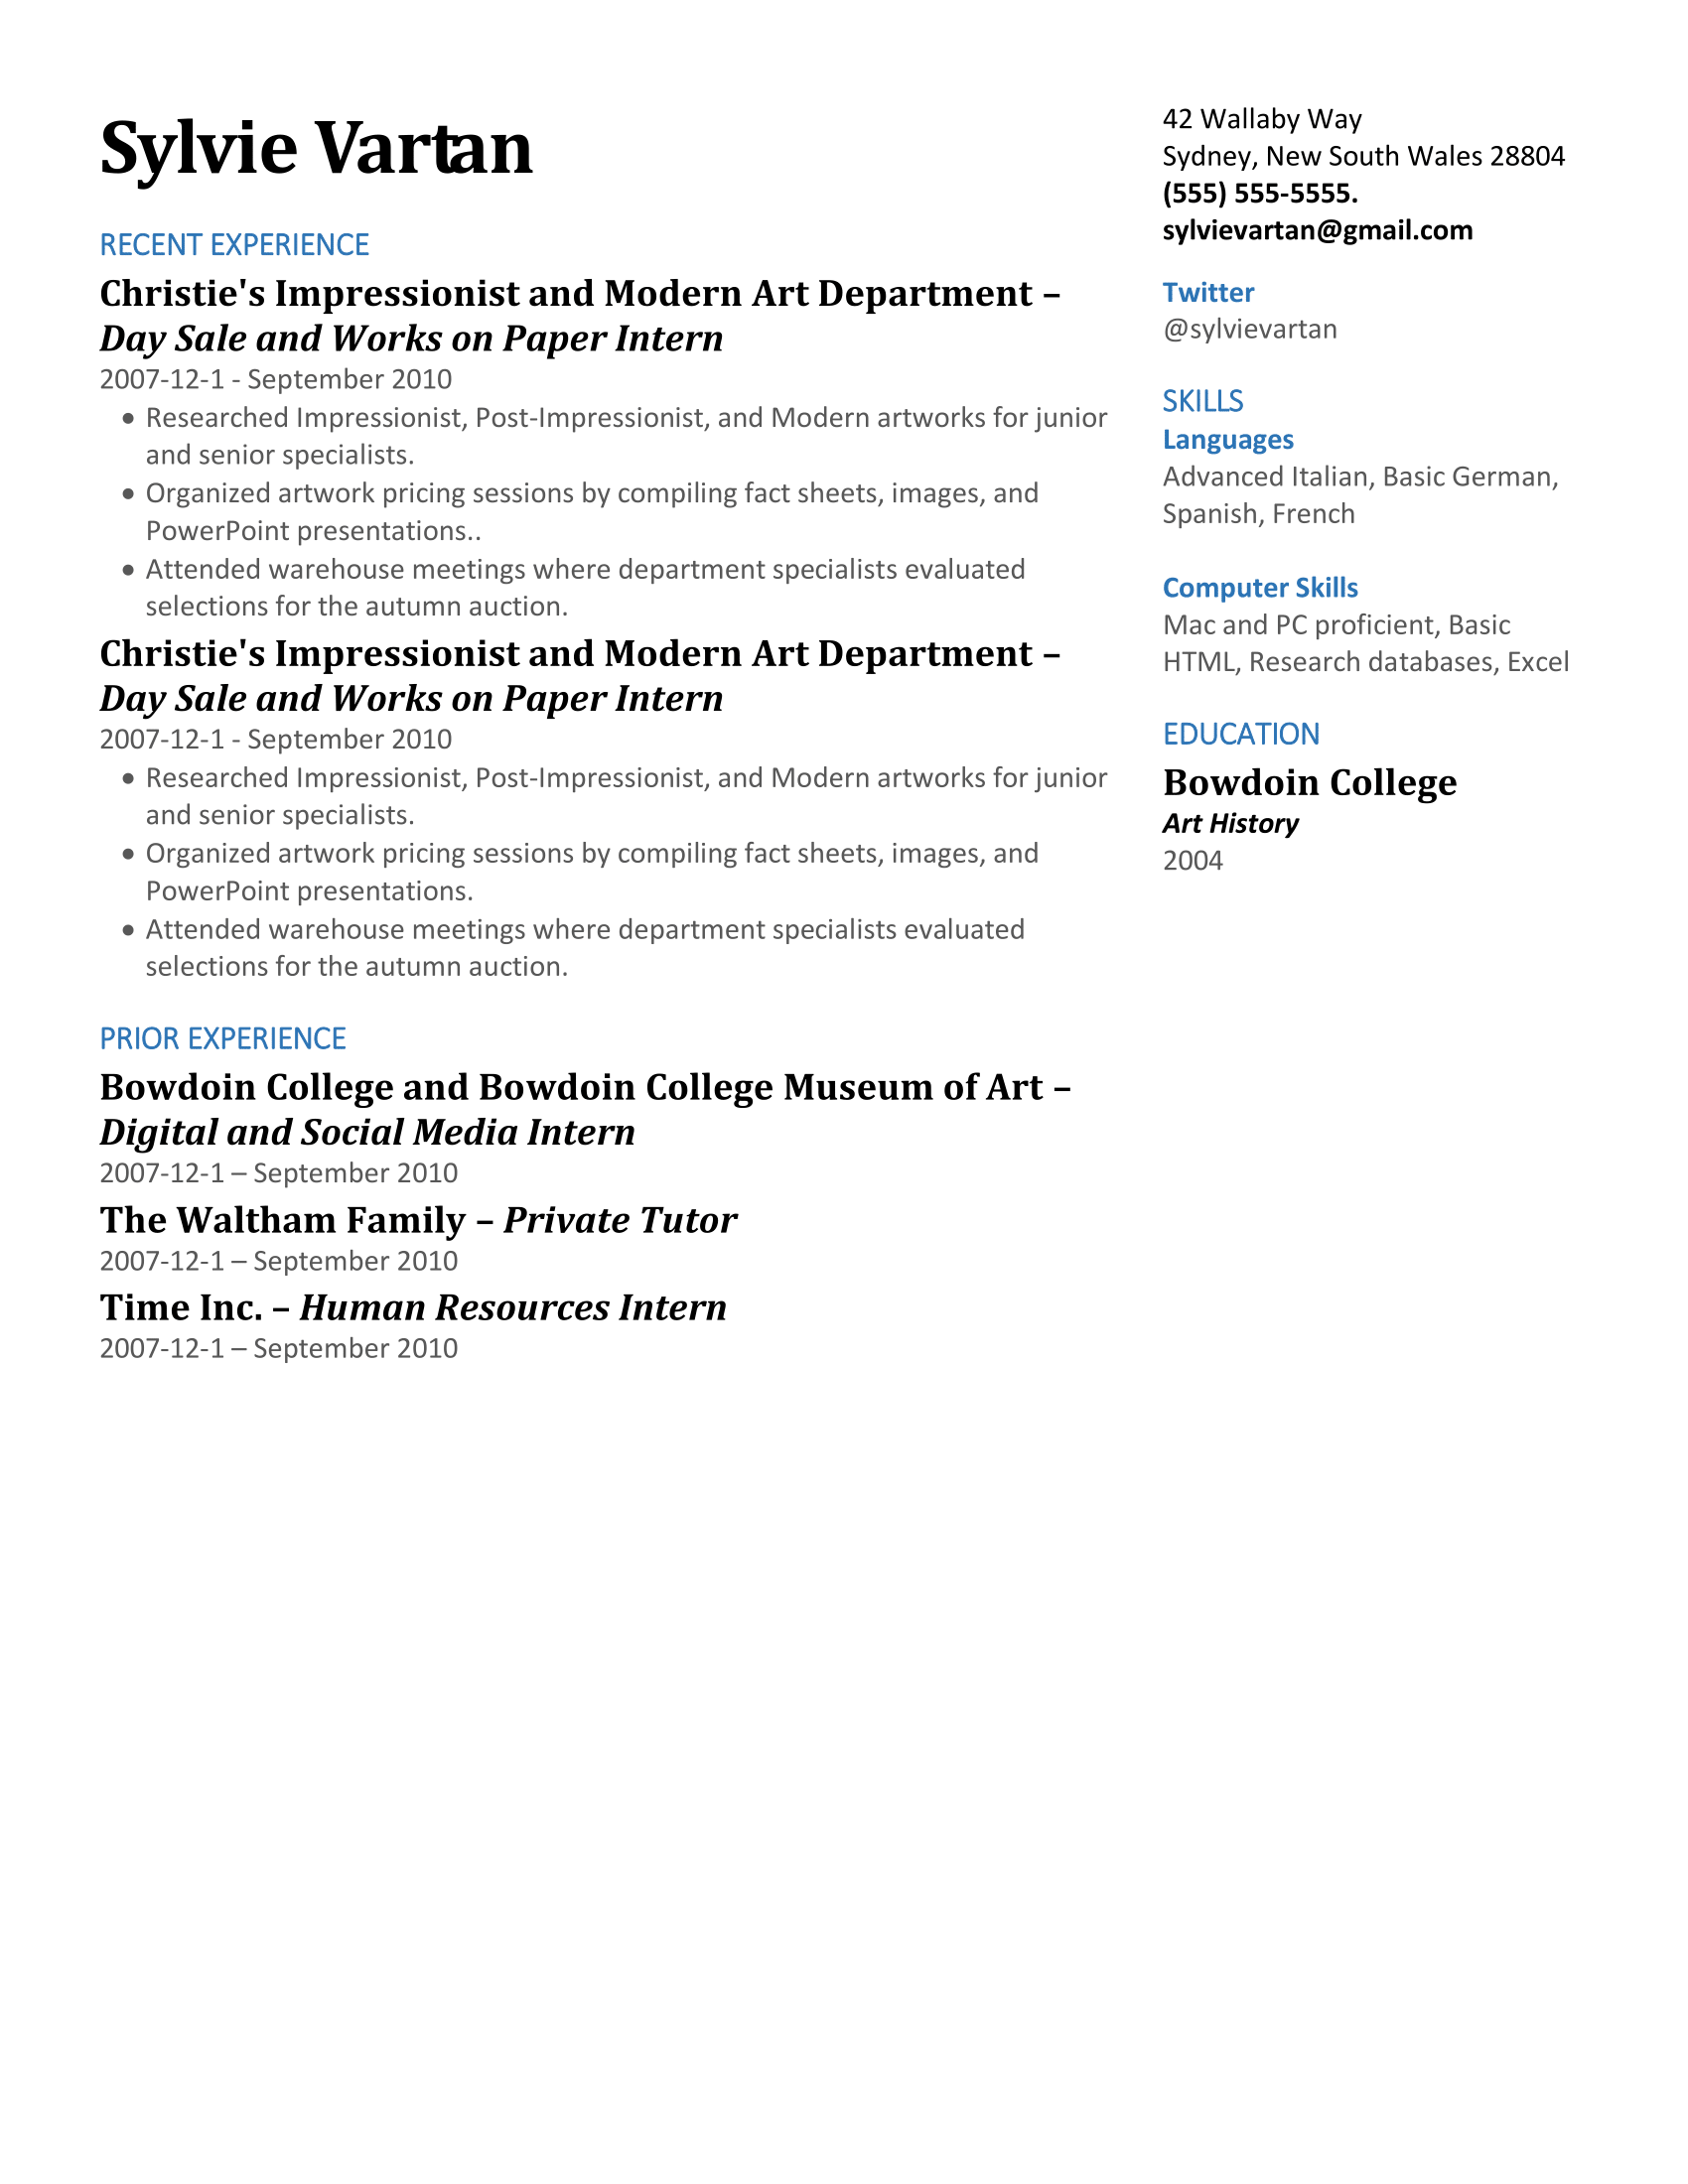 Sylvie Vartan
RECENT EXPERIENCE
Christie's Impressionist and Modern Art Department –
Day Sale and Works on Paper Intern
2007-12-1 - September 2010
• Researched Impressionist, Post-Impressionist, and Modern artworks for junior
and senior specialists.
• Organized artwork pricing sessions by compiling fact sheets, images, and
PowerPoint presentations..
• Attended warehouse meetings where department specialists evaluated
selections for the autumn auction.
Christie's Impressionist and Modern Art Department –
Day Sale and Works on Paper Intern
2007-12-1 - September 2010
• Researched Impressionist, Post-Impressionist, and Modern artworks for junior
and senior specialists.
• Organized artwork pricing sessions by compiling fact sheets, images, and
PowerPoint presentations.
• Attended warehouse meetings where department specialists evaluated
selections for the autumn auction.
PRIOR EXPERIENCE
Bowdoin College and Bowdoin College Museum of Art –
Digital and Social Media Intern
2007-12-1 – September 2010
The Waltham Family – Private Tutor
2007-12-1 – September 2010
Time Inc. – Human Resources Intern
2007-12-1 – September 2010
42 Wallaby Way
Sydney, New South Wales 28804
(555) 555-5555.
sylvievartan@gmail.com
Twitter
@sylvievartan
SKILLS
Languages
Advanced Italian, Basic German,
Spanish, French
Computer Skills
Mac and PC proficient, Basic
HTML, Research databases, Excel
EDUCATION
Bowdoin College
Art History
2004